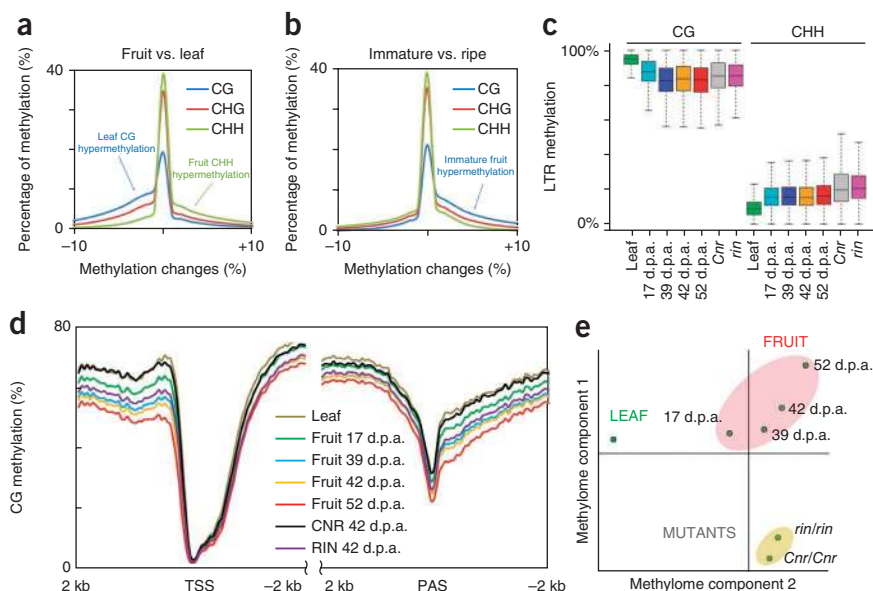 a
Fruit vs. leaf
Percentage of methylation (%)
40
20
0
CG
CHG
CHH
Leaf CG
hypermethylation
Fruit CHH
hypermethylation
–10
+10
Methylation changes (%)
b
Immature vs. ripe
Percentage of methylation (%)
40
20
0
CG
CHG
CHH
Immature fruit
hypermethylation
–10
+10
Methylation changes (%)
c
CG
CHH
LTR methylation
100%
0%
Leaf
17 d.p.a.
39 d.p.a.
42 d.p.a.
52 d.p.a.
Cnr
rin
Leaf
17 d.p.a.
39 d.p.a.
42 d.p.a.
52 d.p.a.
Cnr
rin
d
CG methylation (%)
80
0
Leaf
Fruit 17 d.p.a.
Fruit 39 d.p.a.
Fruit 42 d.p.a.
Fruit 52 d.p.a.
CNR 42 d.p.a.
RIN 42 d.p.a.
2 kb
TSS
–2 kb
2 kb
PAS
–2 kb
e
Methylome component 1
FRUIT
52 d.p.a.
LEAF
17 d.p.a.
42 d.p.a.
39 d.p.a.
MUTANTS
rin/rin
Cnr/Cnr
Methylome component 2